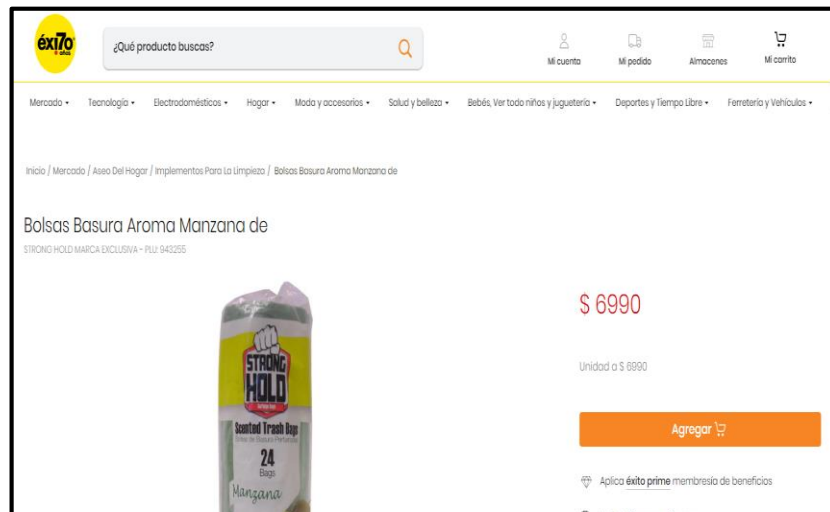 éxi7o
años
¿Qué producto buscas?
Mi cuenta
Mi pedido
Almacenes
Mi carrito
Mercado
Tecnología
Electrodomésticos
Hogar
Moda y accesorios
Salud y belleza
Bebés, Ver todo niños y juguetería
Deportes y Tiempo Libre
Ferretería y Vehículos
Inicio / Mercado / Aseo Del Hogar / Implementos Para La Limpieza / Bolsas Basura Aroma Manzana de
Bolsas Basura Aroma Manzana de
STRONG HOLD MARCA EXCLUSIVA - PLU: 943255
STRONG
HOLD
Scented Trash Bags
24
Bags
Manzana
$ 6990
Unidad a $ 6990
Agregar
Aplica éxito prime membresía de beneficios